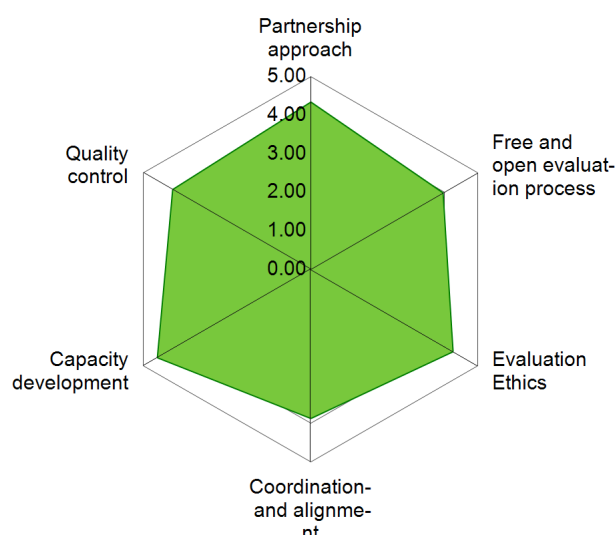 Partnership
approach
5.00
4.00
3.00
2.00
1.00
0.00
Free and
open evaluat-
ion process
Evaluation
Ethics
Coordination-
and alignme-
nt
Capacity
development
Quality
control